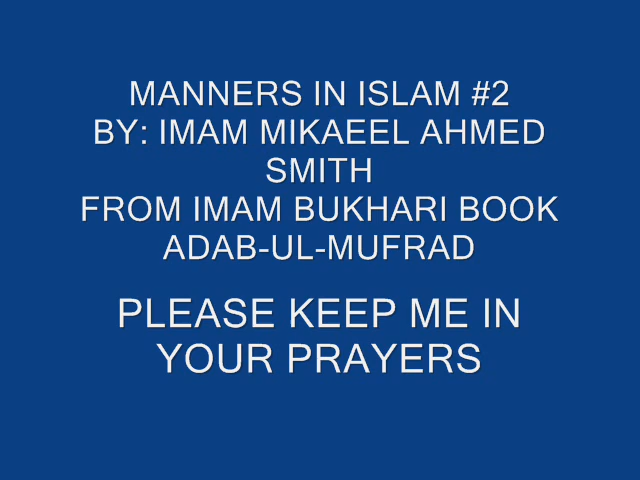 MANNERS IN ISLAM #2
BY: IMAM MIKAEEL AHMED
SMITH
FROM IMAM BUKHARI BOOK
ADAB-UL-MUFRAD
PLEASE KEEP ME IN
YOUR PRAYERS